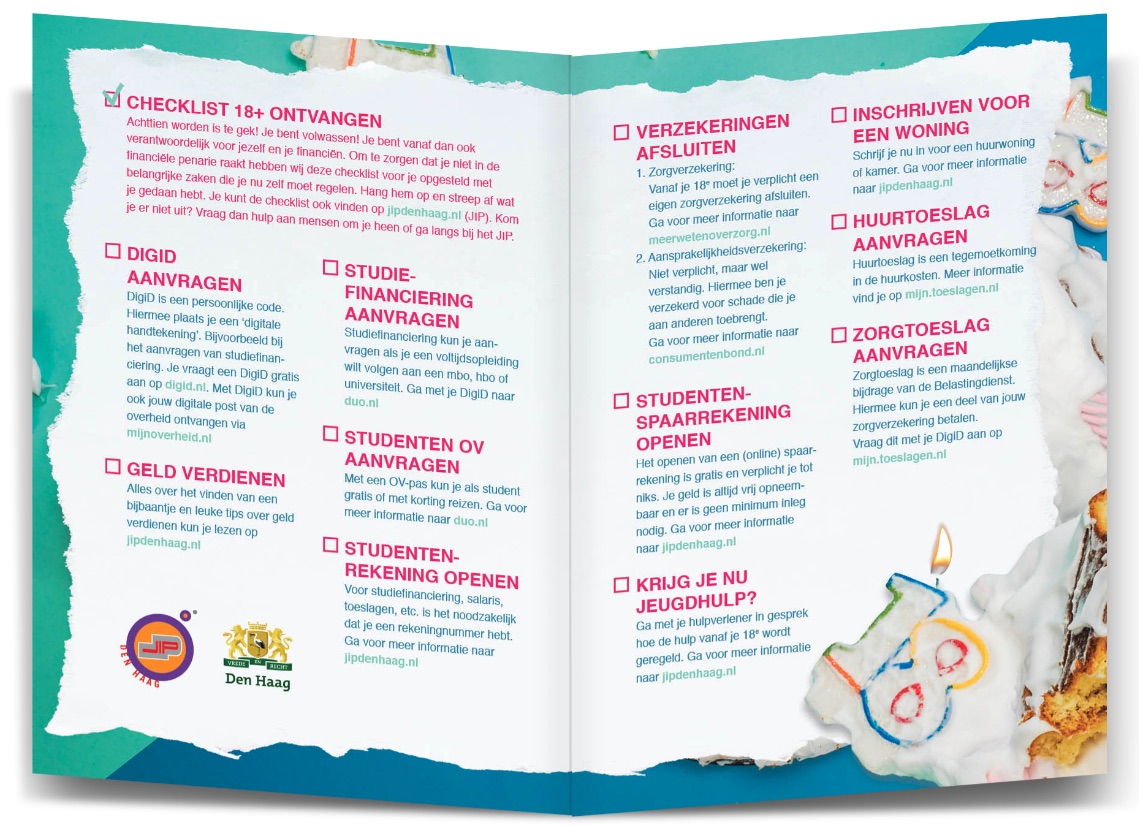 CHECKLIST 18+ ONTVANGEN
Achttien worden is te gek! Je bent volwassen! Je bent vanaf dan ook
verantwoordelijk voor jezelf en je financiën. Om te zorgen dat je niet in de
financiële penarie raakt hebben wij deze checklist voor je opgesteld met
belangrijke zaken die je nu zelf moet regelen. Hang hem op en streep af wat
je gedaan hebt. Je kunt de checklist ook vinden op jipdenhaag.nl (JIP). Kom
je er niet uit? Vraag dan hulp aan mensen om je heen of ga langs bij het JIP.
DIGID
AANVRAGEN
DigiD is een persoonlijke code.
Hiermee plaats je een ‘digitale
handtekening’. Bijvoorbeeld bij
het aanvragen van studiefinan-
ciering. Je vraagt een DigiD gratis
aan op digid.nl. Met DigiD kun je
ook jouw digitale post van de
overheid ontvangen via
mijnoverheid.nl
GELD VERDIENEN
Alles over het vinden van een
bijbaantje en leuke tips over geld
verdienen kun je lezen op
jipdenhaag.nl
JIP
DEN HAAG
VREDE EN RECHT
Den Haag
STUDIE-
FINANCIERING
AANVRAGEN
Studiefinanciering kun je aan-
vragen als je een voltijdsopleiding
wilt volgen aan een mbo, hbo of
universiteit. Ga met je DigiD naar
duo.nl
STUDENTEN OV
AANVRAGEN
Met een OV-pas kun je als student
gratis of met korting reizen. Ga voor
meer informatie naar duo.nl
STUDENTEN-
REKENING OPENEN
Voor studiefinanciering, salaris,
toeslagen, etc. is het noodzakelijk
dat je een rekeningnummer hebt.
Ga voor meer informatie naar
jipdenhaag.nl
VERZEKERINGEN
AFSLUITEN
1. Zorgverzekering:
Vanaf je 18e moet je verplicht een
eigen zorgverzekering afsluiten.
Ga voor meer informatie naar
meerwetenoverzorg.nl
2. Aansprakelijkheidsverzekering:
Niet verplicht, maar wel
verstandig. Hiermee ben je
verzekerd voor schade die je
aan anderen toebrengt.
Ga voor meer informatie naar
consumentenbond.nl
STUDENTEN-
SPAARREKENING
OPENEN
Het openen van een (online) spaar-
rekening is gratis en verplicht je tot
niks. Je geld is altijd vrij opneem-
baar en er is geen minimum inleg
nodig. Ga voor meer informatie
naar jipdenhaag.nl
KRIJG JE NU
JEUGDHULP?
Ga met je hulpverlener in gesprek
hoe de hulp vanaf je 18e wordt
geregeld. Ga voor meer informatie
naar jipdenhaag.nl
INSCHRIJVEN VOOR
EEN WONING
Schrijf je nu in voor een huurwoning
of kamer. Ga voor meer informatie
naar jipdenhaag.nl
HUURTOESLAG
AANVRAGEN
Huurtoeslag is een tegemoetkoming
in de huurkosten. Meer informatie
vind je op mijn.toeslagen.nl
ZORGTOESLAG
AANVRAGEN
Zorgtoeslag is een maandelijkse
bijdrage van de Belastingdienst.
Hiermee kun je een deel van jouw
zorgverzekering betalen.
Vraag dit met je DigiD aan op
mijn.toeslagen.nl
18